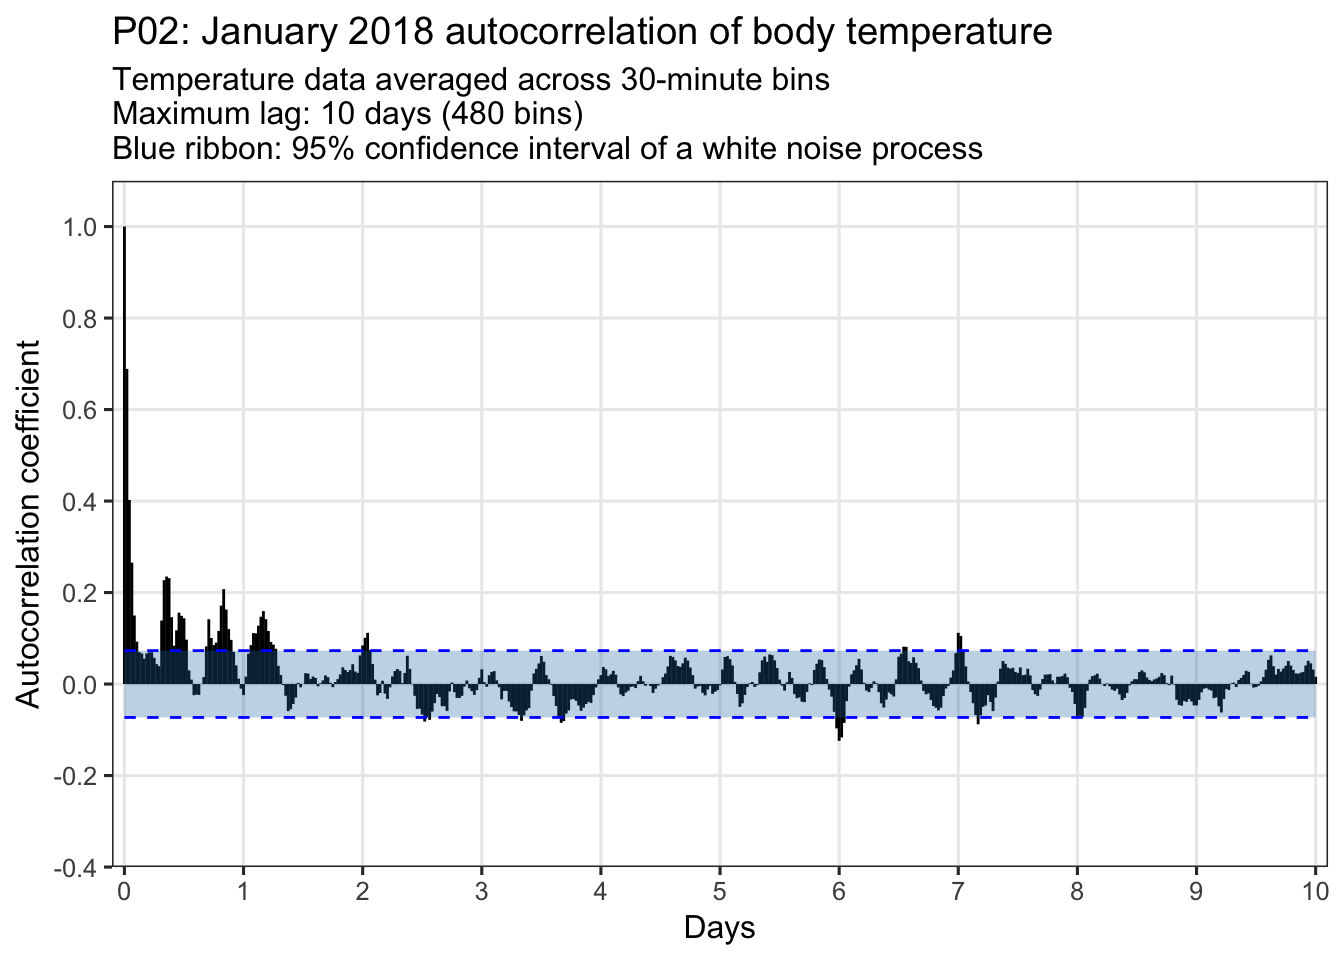 P02: January 2018 autocorrelation of body temperature
Temperature data averaged across 30-minute bins
Maximum lag: 10 days (480 bins)
Blue ribbon: 95% confidence interval of a white noise process
Autocorrelation coefficient
1.0
0.8
0.6
0.4
0.2
0.0
-0.2
-0.4
0 1 2 3 4 5 6 7 8 9 10
Days